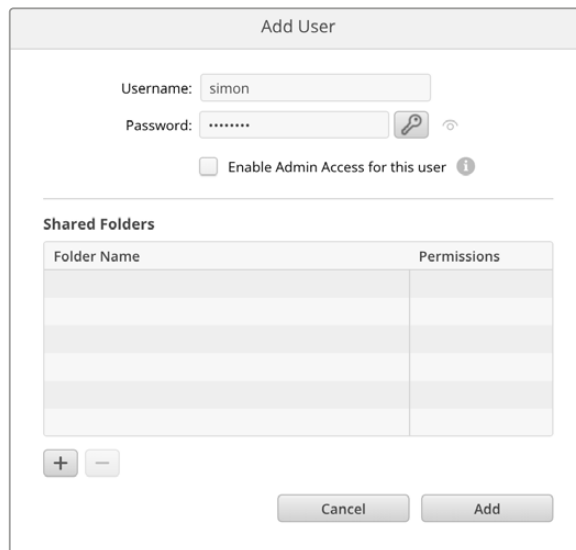 Add User
Username: simon
Password: ••••••••
Enable Admin Access for this user
Shared Folders
Folder Name Permissions
Cancel Add